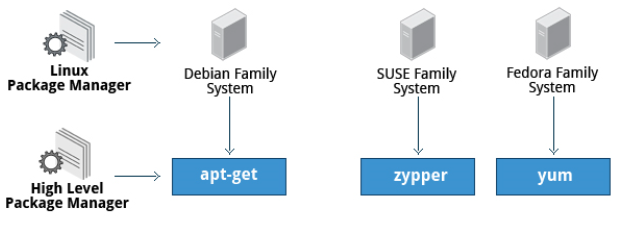 Linux
Package Manager
Debian Family
System
SUSE Family
System
Fedora Family
System
High Level
Package Manager
apt-get
zypper
yum